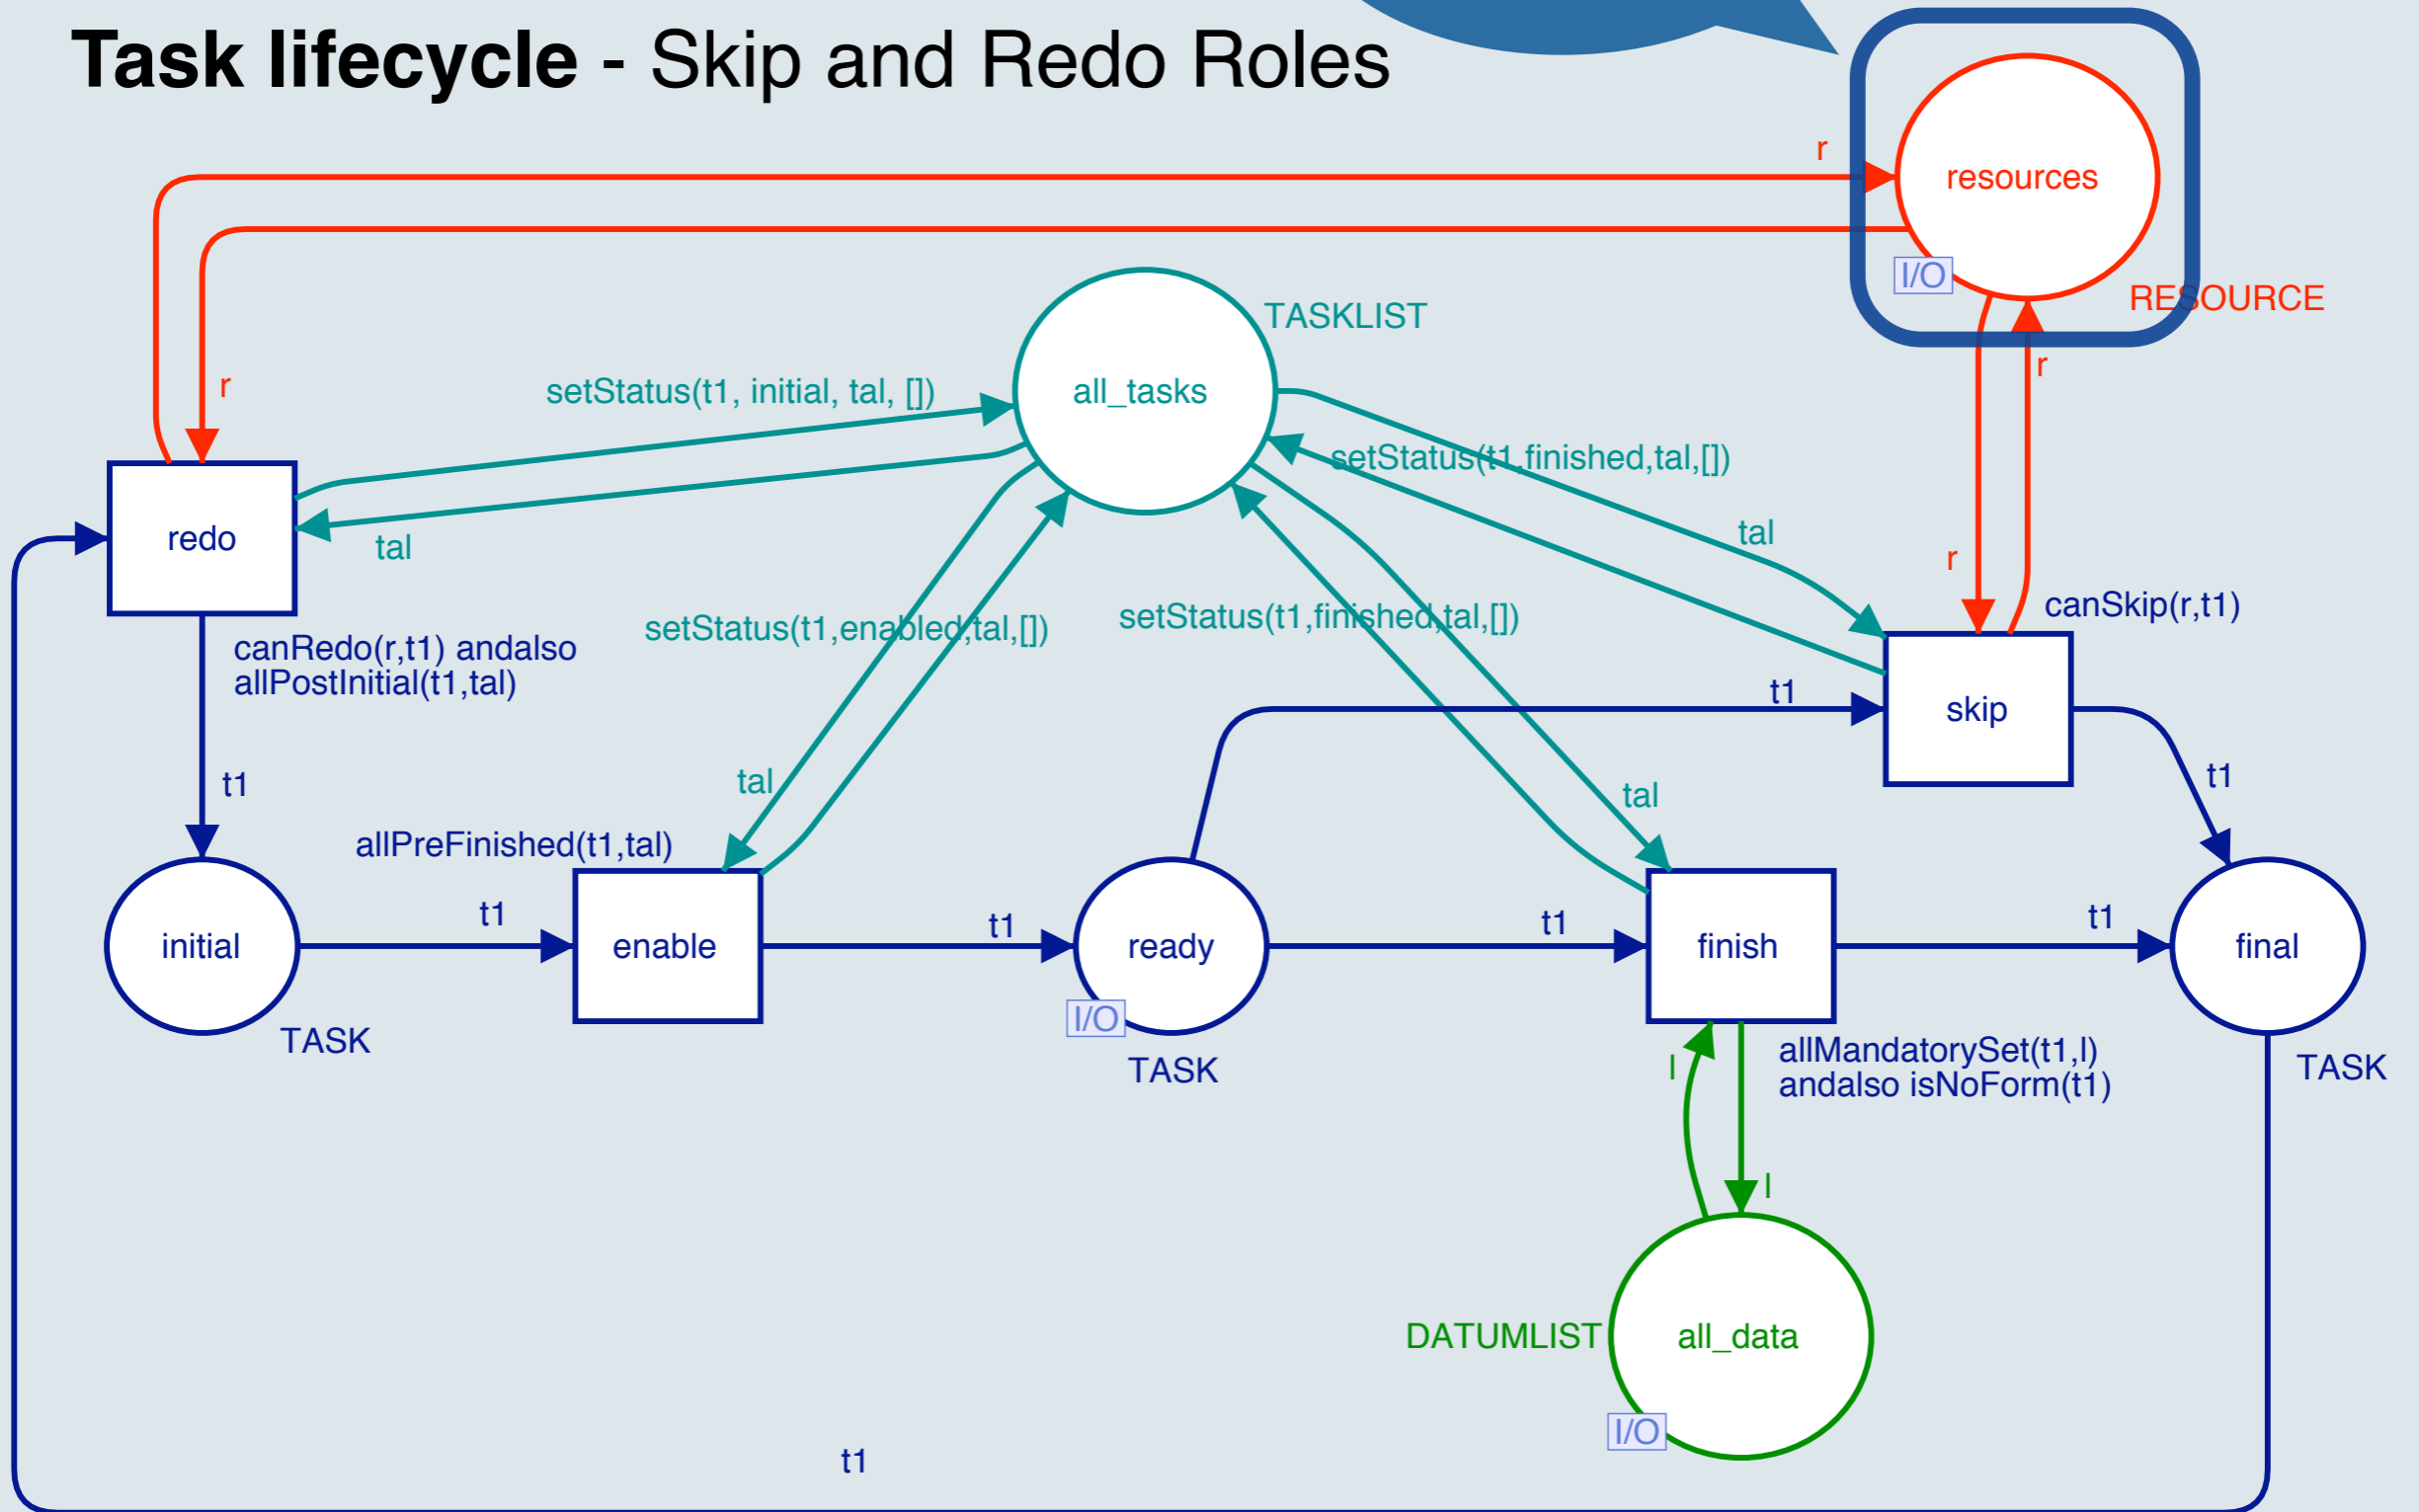 Task lifecycle - Skip and Redo Roles
r
resources
I/O
RESOURCE
TASKLIST
all_tasks
r
setStatus(t1, initial, tal, [])
r
setStatus(t1,finished,tal,[])
redo
tal
tal
r
canSkip(r,t1)
setStatus(t1,enabled,tal,[])
setStatus(t1,finished,tal,[])
canRedo(r,t1) andalso
allPostInitial(t1,tal)
t1
skip
t1
tal
tal
t1
allPreFinished(t1,tal)
t1
t1
t1
t1
initial
enable
ready
finish
final
I/O
TASK
TASK
l
allMandatorySet(t1,l)
andalso isNoForm(t1)
TASK
l
DATUMLIST
all_data
I/O
t1